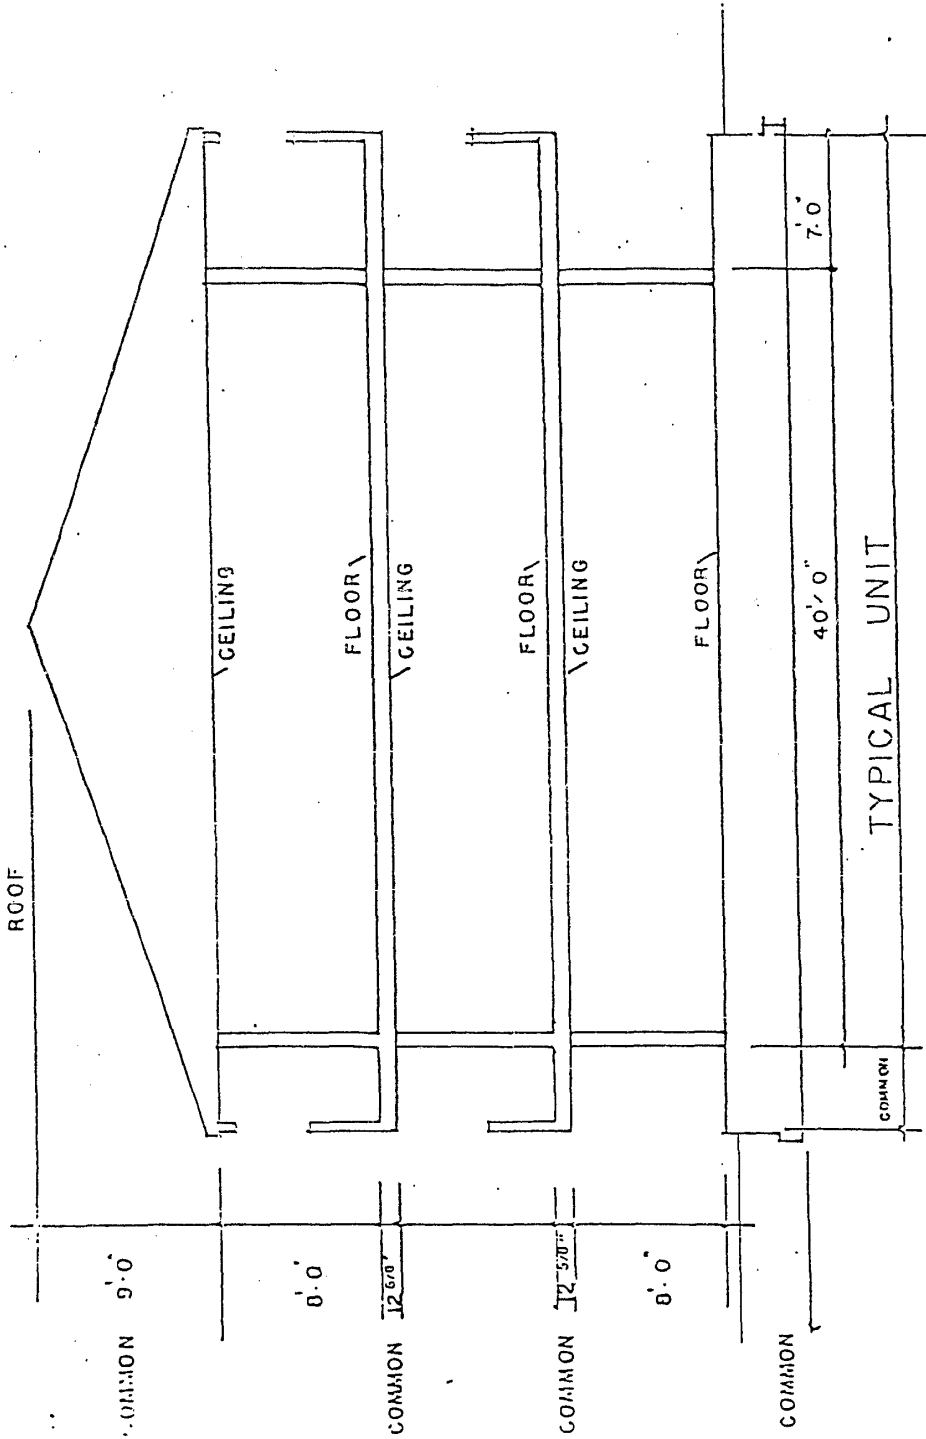 ROOF
CEILING
FLOOR
CEILING
FLOOR
CEILING
FLOOR
COMMON 9'-0"
8'-0"
COMMON
COMMON
8'-0"
COMMON
COMMON
40'-0"
7'-0"
TYPICAL UNIT